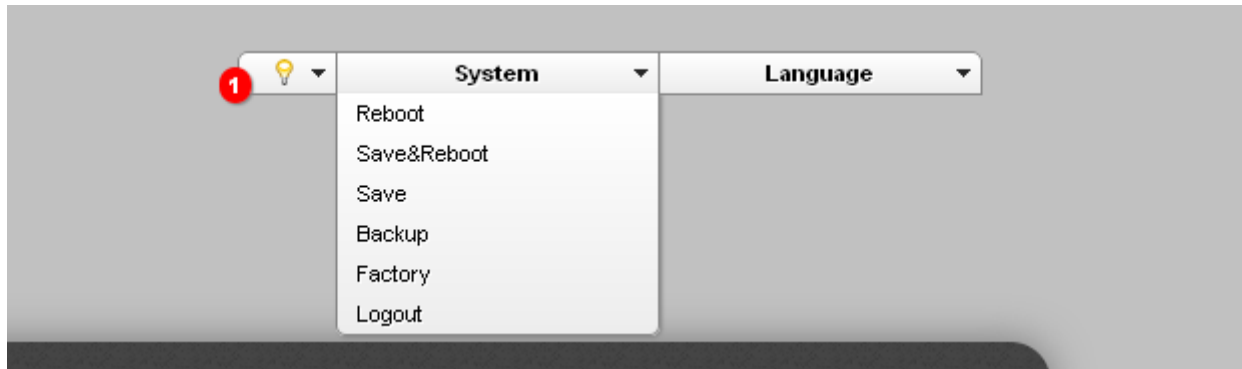 1
System
Language
Reboot
Save&Reboot
Save
Backup
Factory
Logout